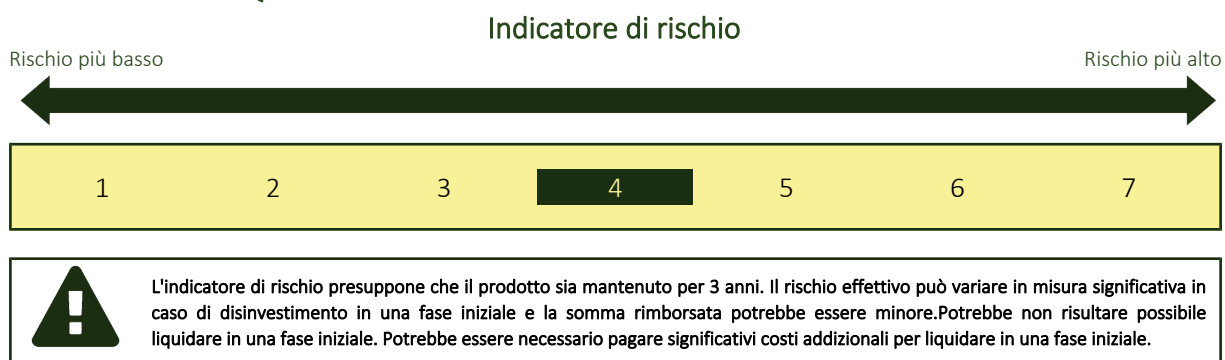 Indicatore di rischio
Rischio più basso
Rischio più alto
1 2 3 4 5 6 7
L'indicatore di rischio presuppone che il prodotto sia mantenuto per 3 anni. Il rischio effettivo può variare in misura significativa in
caso di disinvestimento in una fase iniziale e la somma rimborsata potrebbe essere minore.Potrebbe non risultare possibile
liquidare in una fase iniziale. Potrebbe essere necessario pagare significativi costi addizionali per liquidare in una fase iniziale.